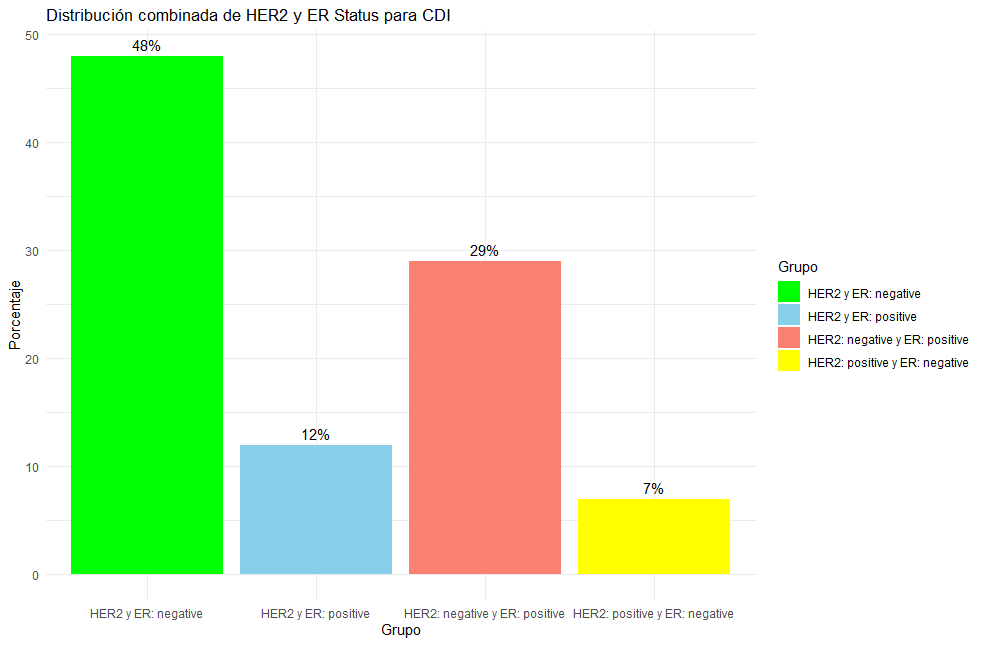 Distribución combinada de HER2 y ER Status para CDI
50
40
30
20
10
0
Porcentaje
48%
12%
29%
7%
HER2 y ER: negative
HER2 y ER: positive
HER2: negative y ER: positive
HER2: positive y ER: negative
Grupo
Grupo
HER2 y ER: negative
HER2 y ER: positive
HER2: negative y ER: positive
HER2: positive y ER: negative